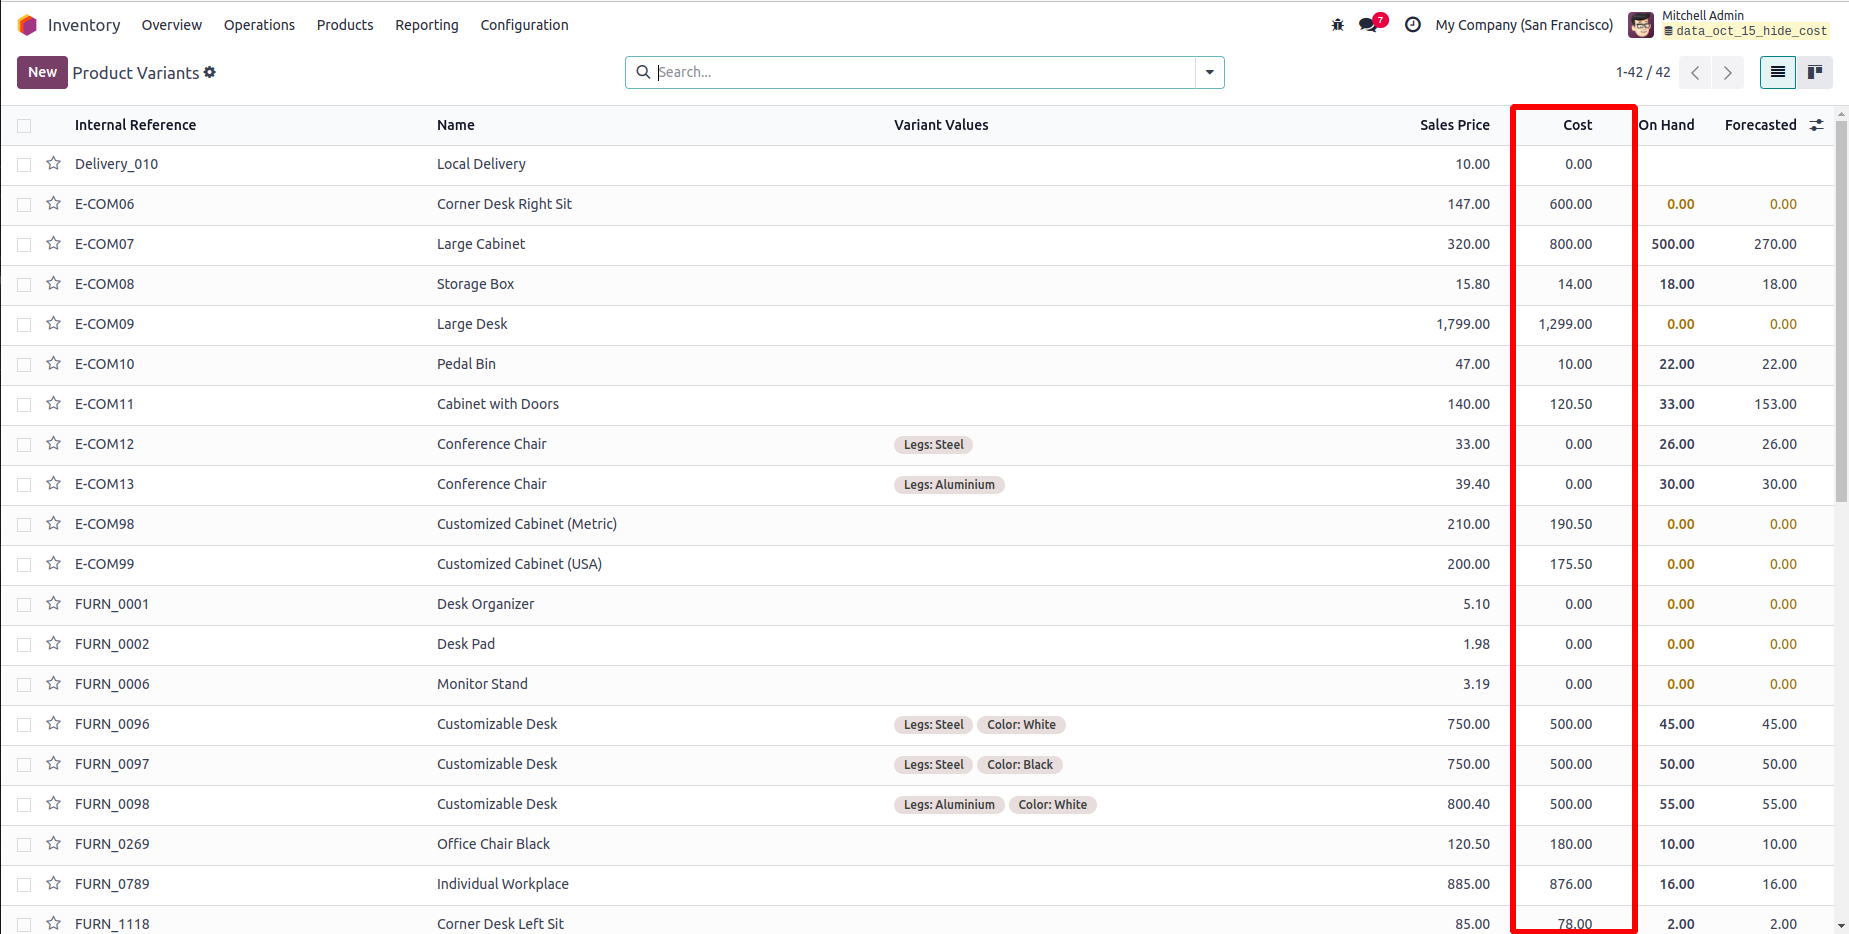 Inventory Overview Operations Products Reporting Configuration 7 My Company (San Francisco) Mitchell Admin
data_oct_15_hide_cost
New Product Variants Search... 1-42 / 42
Internal Reference Name Variant Values Sales Price Cost On Hand Forecasted
Delivery_010 Local Delivery 10.00 0.00
E-COM06 Corner Desk Right Sit 147.00 600.00 0.00 0.00
E-COM07 Large Cabinet 320.00 800.00 500.00 270.00
E-COM08 Storage Box 15.80 14.00 18.00 18.00
E-COM09 Large Desk 1,799.00 1,299.00 0.00 0.00
E-COM10 Pedal Bin 47.00 10.00 22.00 22.00
E-COM11 Cabinet with Doors 140.00 120.50 33.00 153.00
E-COM12 Conference Chair Legs: Steel 33.00 0.00 26.00 26.00
E-COM13 Conference Chair Legs: Aluminium 39.40 0.00 30.00 30.00
E-COM98 Customized Cabinet (Metric) 210.00 190.50 0.00 0.00
E-COM99 Customized Cabinet (USA) 200.00 175.50 0.00 0.00
FURN_0001 Desk Organizer 5.10 0.00 0.00 0.00
FURN_0002 Desk Pad 1.98 0.00 0.00 0.00
FURN_0006 Monitor Stand 3.19 0.00 0.00 0.00
FURN_0096 Customizable Desk Legs: Steel Color: White 750.00 500.00 45.00 45.00
FURN_0097 Customizable Desk Legs: Steel Color: Black 750.00 500.00 50.00 50.00
FURN_0098 Customizable Desk Legs: Aluminium Color: White 800.40 500.00 55.00 55.00
FURN_0269 Office Chair Black 120.50 180.00 10.00 10.00
FURN_0789 Individual Workplace 885.00 876.00 16.00 16.00
FURN_1118 Corner Desk Left Sit 85.00 78.00 2.00 2.00